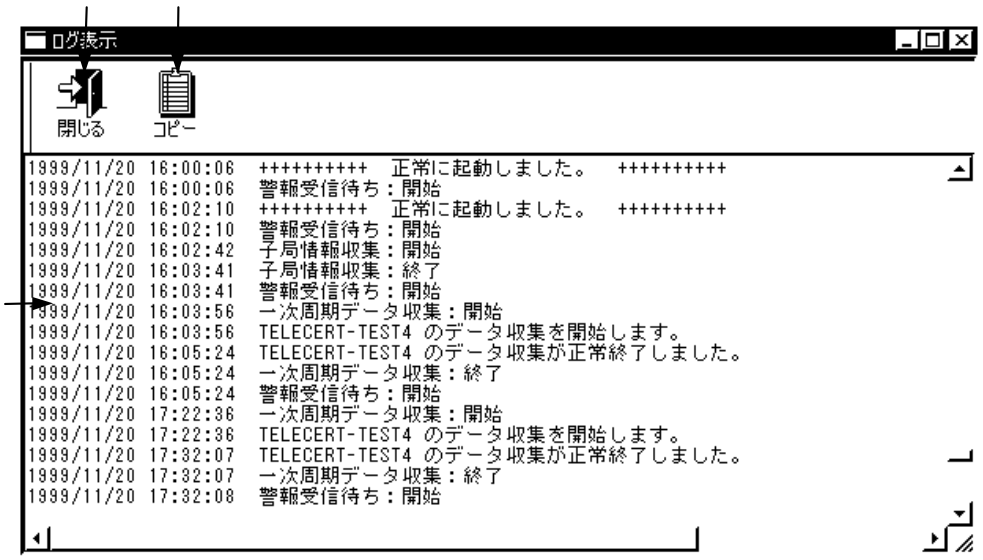 ログ表示
閉じる コピー
1999/11/20 16:00:06 ++++++++++ 正常に起動しました。 ++++++++++
1999/11/20 16:00:06 警報受信待ち：開始
1999/11/20 16:02:10 ++++++++++ 正常に起動しました。 ++++++++++
1999/11/20 16:02:10 警報受信待ち：開始
1999/11/20 16:02:42 子局情報収集：開始
1999/11/20 16:03:41 子局情報収集：終了
1999/11/20 16:03:41 警報受信待ち：開始
1999/11/20 16:03:56 一次周期データ収集：開始
1999/11/20 16:03:56 TELECERT-TEST4 のデータ収集を開始します。
1999/11/20 16:05:24 TELECERT-TEST4 のデータ収集が正常終了しました。
1999/11/20 16:05:24 一次周期データ収集：終了
1999/11/20 16:05:24 警報受信待ち：開始
1999/11/20 17:22:36 一次周期データ収集：開始
1999/11/20 17:22:36 TELECERT-TEST4 のデータ収集を開始します。
1999/11/20 17:32:07 TELECERT-TEST4 のデータ収集が正常終了しました。
1999/11/20 17:32:07 一次周期データ収集：終了
1999/11/20 17:32:08 警報受信待ち：開始